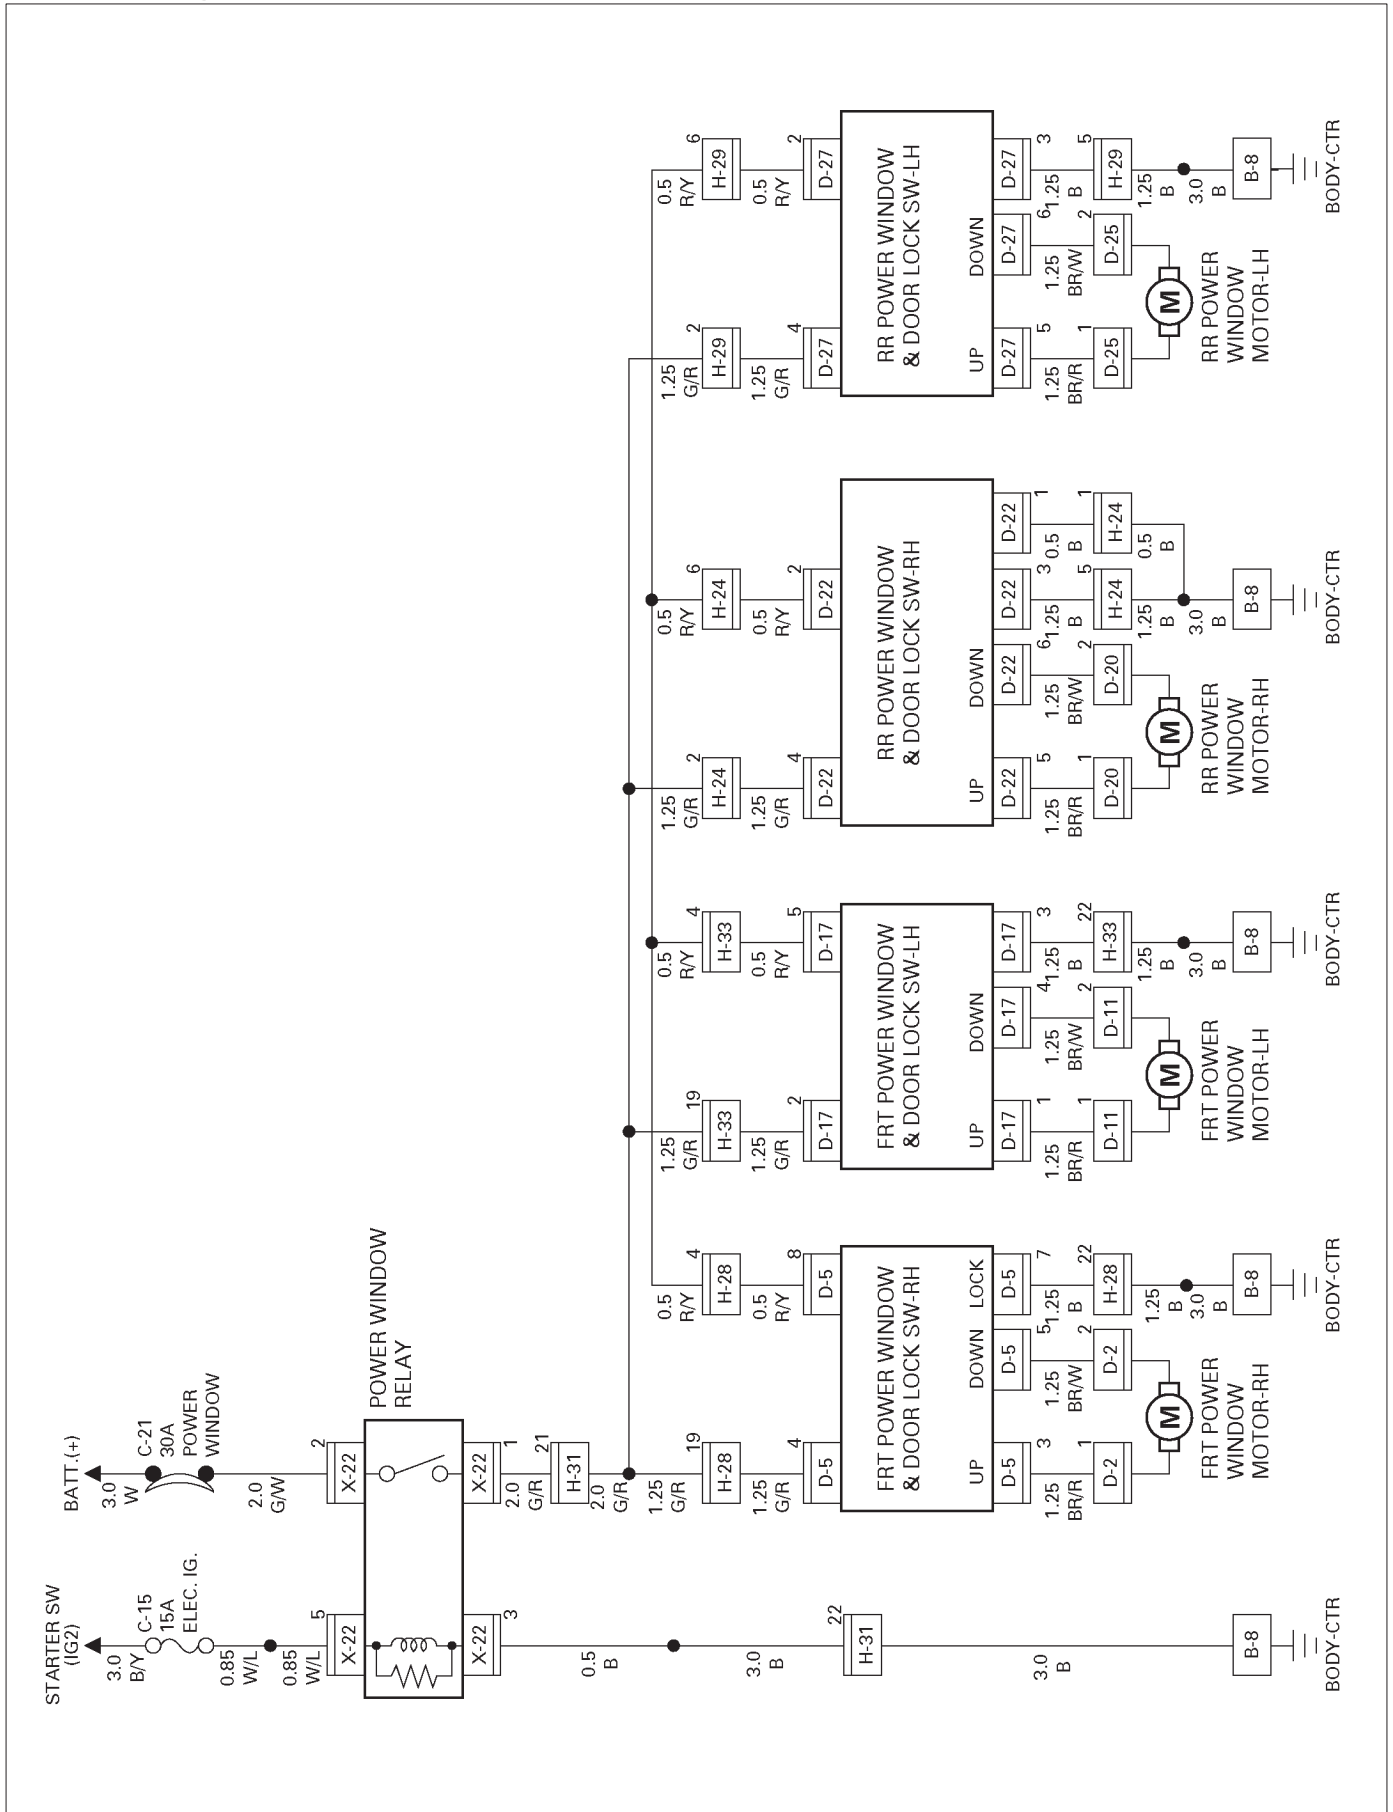 STARTER SW
(IG2)
3.0
B/Y
C-15
15A
ELEC. IG.
0.85
W/L
0.85
W/L
5
X-22
X-22
3
0.5
B
3.0
B
22
H-31
3.0
B
B-8
BODY-CTR
BATT.(+)
3.0
W
C-21
30A
POWER
WINDOW
2.0
G/W
2
X-22
POWER WINDOW
RELAY
X-22
1
2.0
G/R
21
H-31
2.0
G/R
1.25
G/R
19
H-28
1.25
G/R
4
D-5
0.5
R/Y
4
H-28
0.5
R/Y
8
D-5
FRT POWER WINDOW
& DOOR LOCK SW-RH
UP
DOWN
LOCK
D-5
3
D-5
5
D-5
7
1.25
BR/R
1
D-2
1.25
BR/W
2
D-2
1.25
B
22
H-28
1.25
B
3.0
B
M
FRT POWER
WINDOW
MOTOR-RH
B-8
BODY-CTR
1.25
G/R
19
H-33
1.25
G/R
2
D-17
0.5
R/Y
4
H-33
0.5
R/Y
5
D-17
FRT POWER WINDOW
& DOOR LOCK SW-LH
UP
DOWN
D-17
1
D-17
4
D-17
3
1.25
BR/R
1
D-11
1.25
BR/W
2
D-11
1.25
B
22
H-33
1.25
B
3.0
B
M
FRT POWER
WINDOW
MOTOR-LH
B-8
BODY-CTR
1.25
G/R
2
H-24
1.25
G/R
4
D-22
0.5
R/Y
6
H-24
0.5
R/Y
2
D-22
RR POWER WINDOW
& DOOR LOCK SW-RH
UP
DOWN
D-22
5
D-22
6
D-22
3
D-22
1
1.25
BR/R
1
D-20
1.25
BR/W
2
D-20
1.25
B
5
H-24
0.5
B
1
H-24
1.25
B
0.5
B
3.0
B
M
RR POWER
WINDOW
MOTOR-RH
B-8
BODY-CTR
1.25
G/R
2
H-29
1.25
G/R
4
D-27
0.5
R/Y
6
H-29
0.5
R/Y
2
D-27
RR POWER WINDOW
& DOOR LOCK SW-LH
UP
DOWN
D-27
5
D-27
6
D-27
3
1.25
BR/R
1
D-25
1.25
BR/W
2
D-25
1.25
B
5
H-29
1.25
B
3.0
B
M
RR POWER
WINDOW
MOTOR-LH
B-8
BODY-CTR